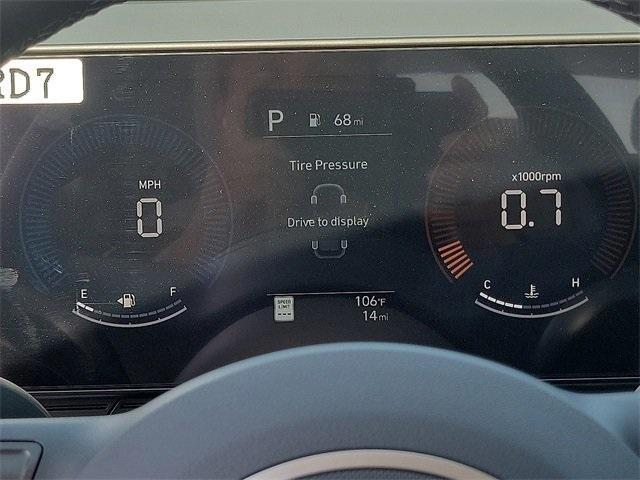 RD7
P 68 mi
Tire Pressure
MPH
x1000rpm
0
Drive to display
0.7
E F
C H
SPEED LIMIT ---
106°F
14 mi